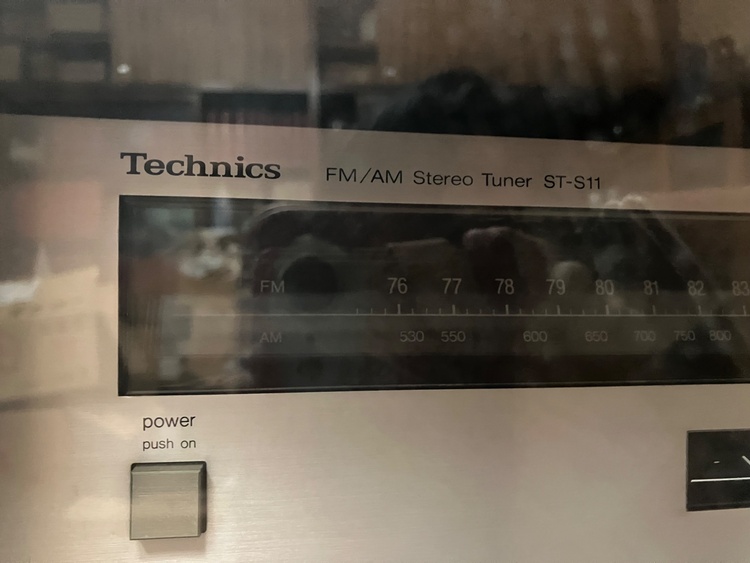 Technics FM/AM Stereo Tuner ST-S11
FM 76 77 78 79 80 81 82 83
AM 530 550 600 650 700 750 800
power
push on